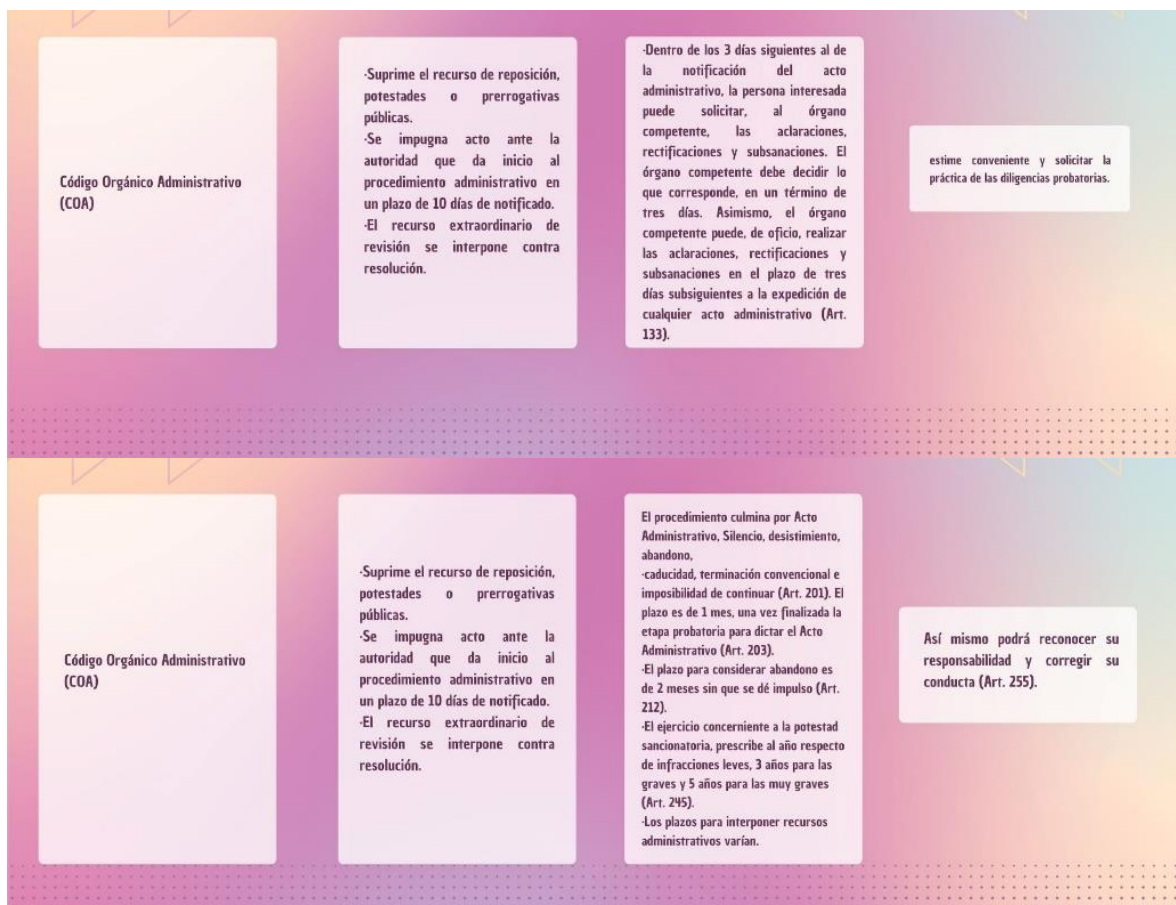 Código Orgánico Administrativo
(COA)
·Suprime el recurso de reposición,
potestades o prerrogativas
públicas.
·Se impugna acto ante la
autoridad que da inicio al
procedimiento administrativo en
un plazo de 10 días de notificado.
·El recurso extraordinario de
revisión se interpone contra
resolución.
·Dentro de los 3 días siguientes al de
la notificación del acto
administrativo, la persona interesada
puede solicitar, al órgano
competente, las aclaraciones,
rectificaciones y subsanaciones. El
órgano competente debe decidir lo
que corresponde, en un término de
tres días. Asimismo, el órgano
competente puede, de oficio, realizar
las aclaraciones, rectificaciones y
subsanaciones en el plazo de tres
días subsiguientes a la expedición de
cualquier acto administrativo (Art.
133).
estime conveniente y solicitar la
práctica de las diligencias probatorias.
Código Orgánico Administrativo
(COA)
·Suprime el recurso de reposición,
potestades o prerrogativas
públicas.
·Se impugna acto ante la
autoridad que da inicio al
procedimiento administrativo en
un plazo de 10 días de notificado.
·El recurso extraordinario de
revisión se interpone contra
resolución.
El procedimiento culmina por Acto
Administrativo, Silencio, desistimiento,
abandono,
·caducidad, terminación convencional e
imposibilidad de continuar (Art. 201). El
plazo es de 1 mes, una vez finalizada la
etapa probatoria para dictar el Acto
Administrativo (Art. 203).
·El plazo para considerar abandono es
de 2 meses sin que se dé impulso (Art.
212).
·El ejercicio concerniente a la potestad
sancionatoria, prescribe al año respecto
de infracciones leves, 3 años para las
graves y 5 años para las muy graves
(Art. 245).
·Los plazos para interponer recursos
administrativos varían.
Así mismo podrá reconocer su
responsabilidad y corregir su
conducta (Art. 255).